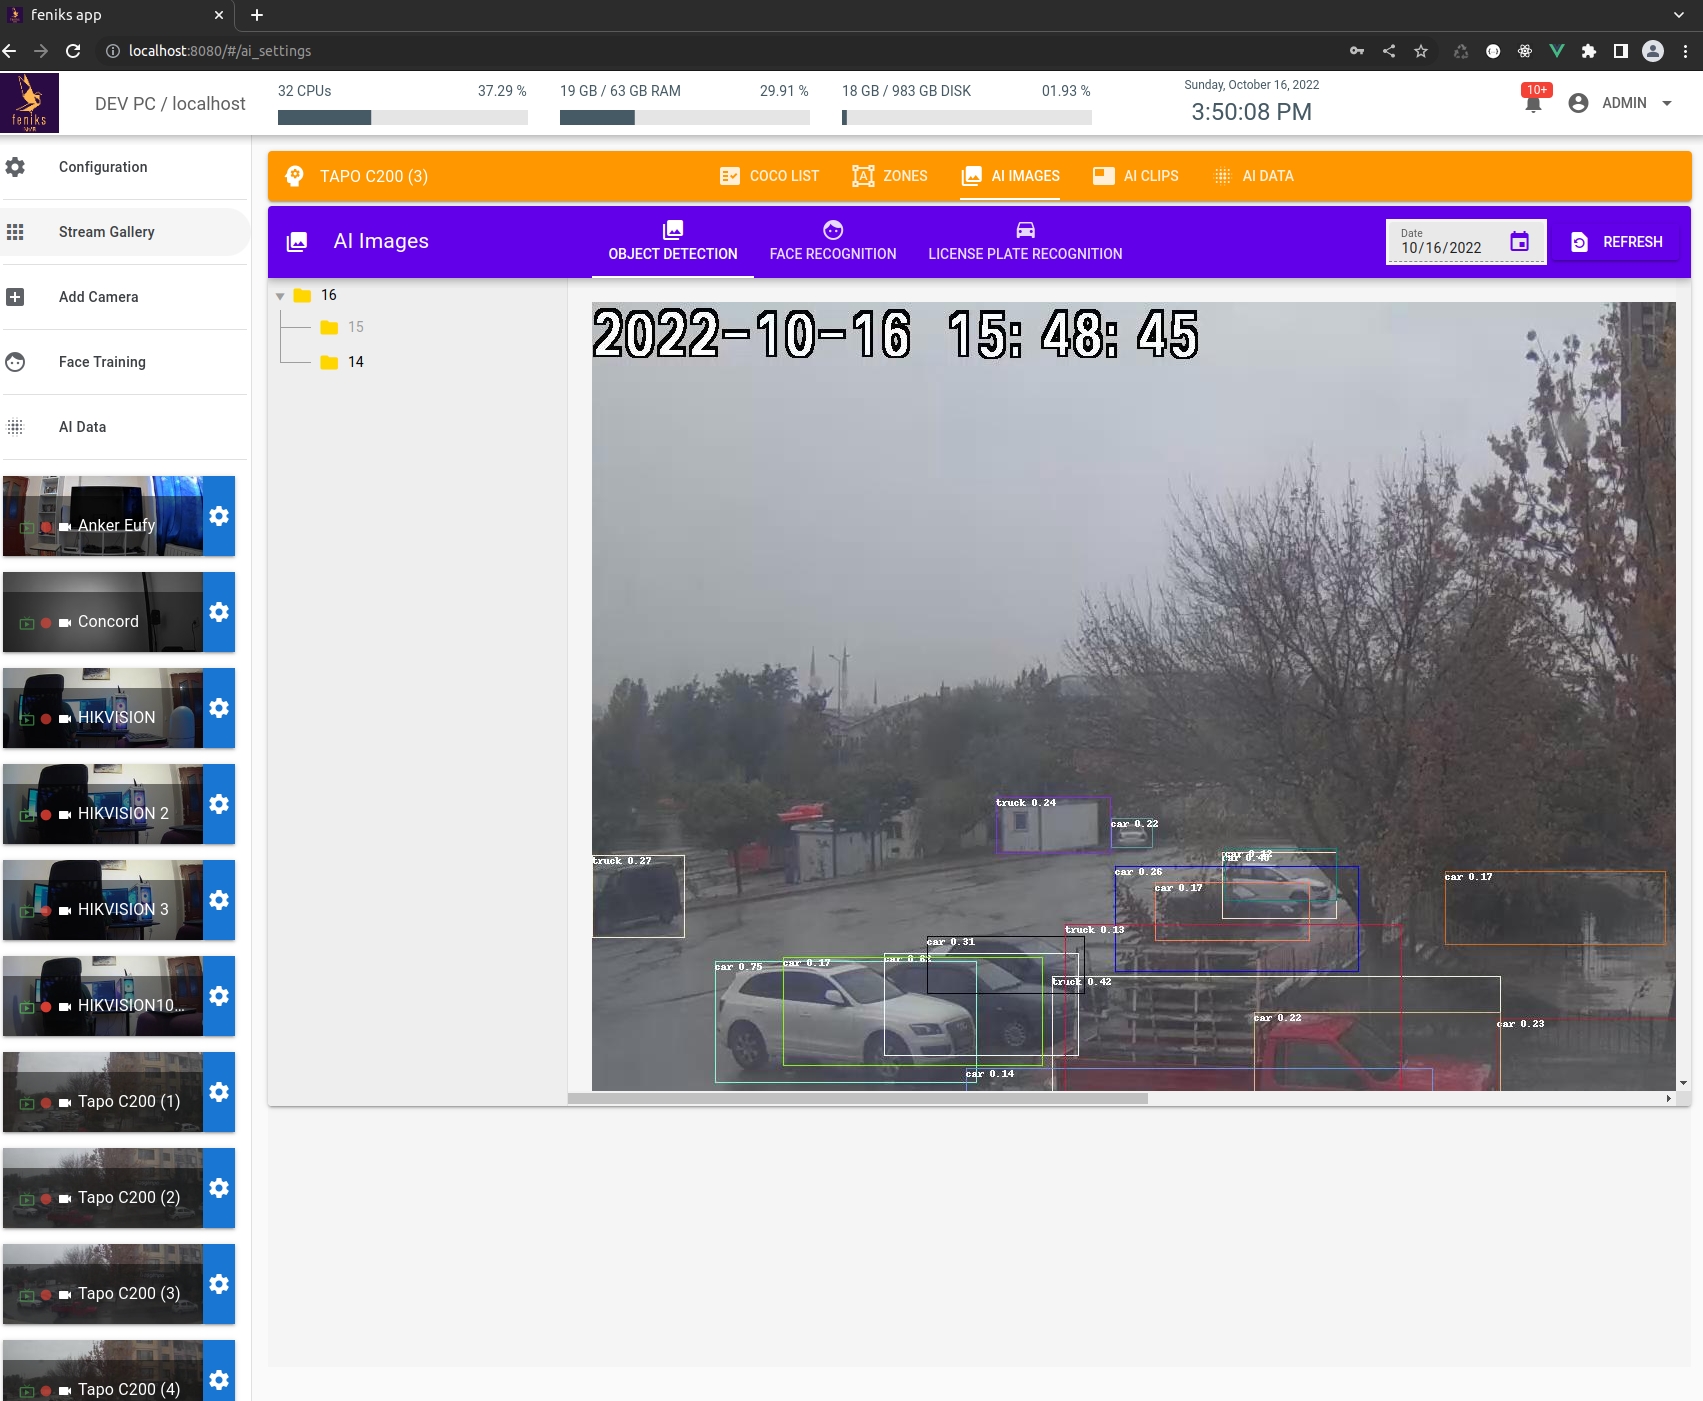 feniks app
localhost:8080/#/ai_settings
feniks
DEV PC / localhost
32 CPUs 37.29 %
19 GB / 63 GB RAM 29.91 %
18 GB / 983 GB DISK 01.93 %
Sunday, October 16, 2022
3:50:08 PM
10+
ADMIN
Configuration
Stream Gallery
Add Camera
Face Training
AI Data
Anker Eufy
Concord
HIKVISION
HIKVISION 2
HIKVISION 3
HIKVISION10...
Tapo C200 (1)
Tapo C200 (2)
Tapo C200 (3)
Tapo C200 (4)
TAPO C200 (3)
COCO LIST
ZONES
AI IMAGES
AI CLIPS
AI DATA
AI Images
OBJECT DETECTION
FACE RECOGNITION
LICENSE PLATE RECOGNITION
Date
10/16/2022
REFRESH
16
15
14
2022-10-16 15:48:45
truck 0.24
car 0.22
truck 0.27
car 0.26
car 0.17
car 0.17
truck 0.13
car 0.31
car 0.75
car 0.17
truck 0.42
car 0.22
car 0.23
car 0.14